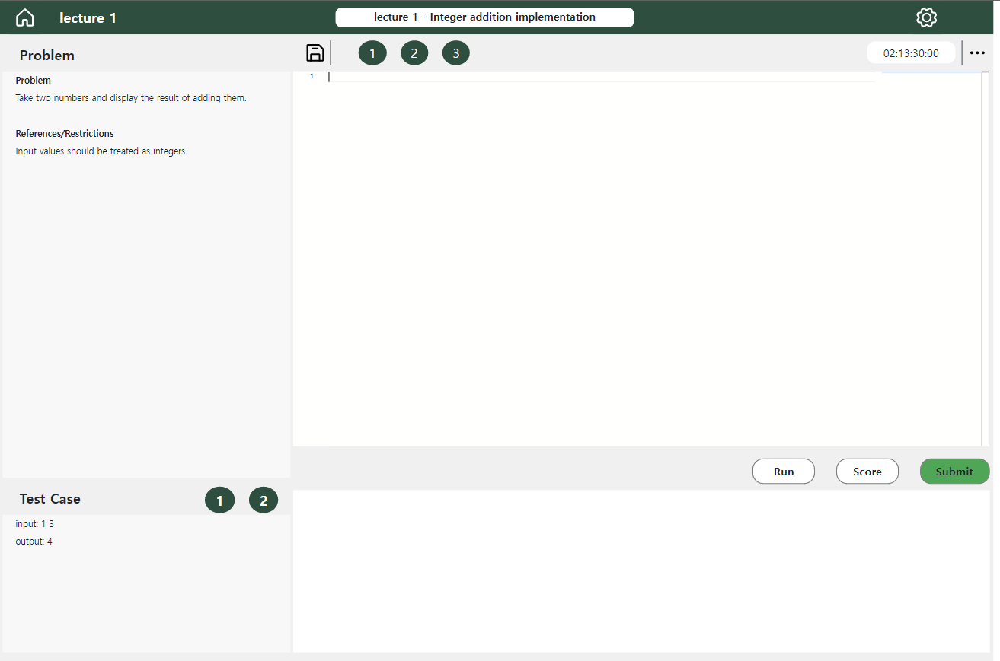 lecture 1
lecture 1 - Integer addition implementation
Problem
1
2
3
02:13:30:00
Problem
Take two numbers and display the result of adding them.
References/Restrictions
Input values should be treated as integers.
1
Run
Score
Submit
Test Case
1
2
input: 1 3
output: 4